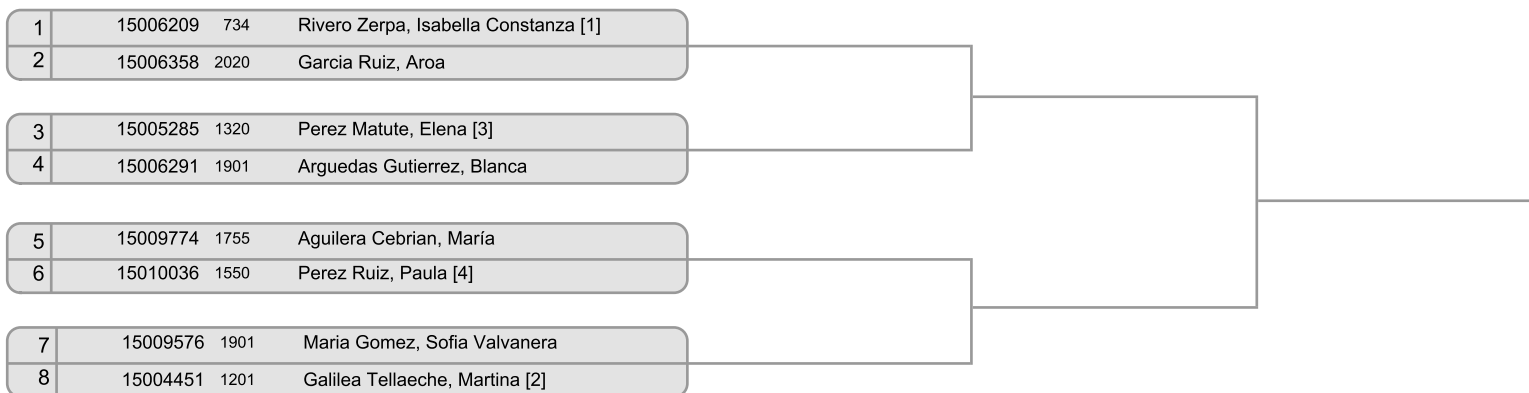 1 15006209 734 Rivero Zerpa, Isabella Constanza [1]
2 15006358 2020 Garcia Ruiz, Aroa
3 15005285 1320 Perez Matute, Elena [3]
4 15006291 1901 Arguedas Gutierrez, Blanca
5 15009774 1755 Aguilera Cebrian, María
6 15010036 1550 Perez Ruiz, Paula [4]
7 15009576 1901 Maria Gomez, Sofia Valvanera
8 15004451 1201 Galilea Tellaeche, Martina [2]